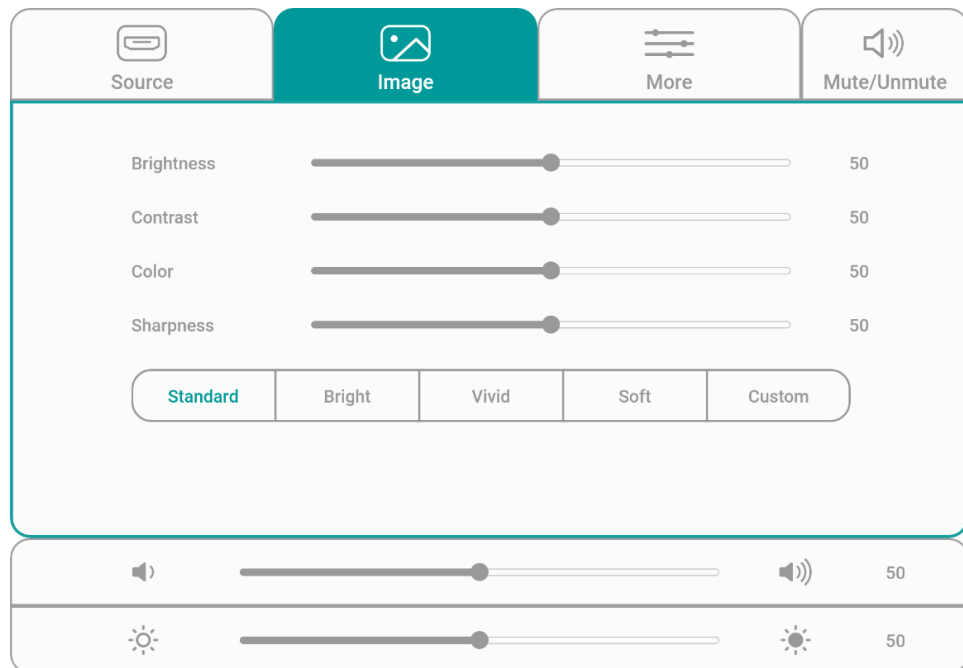 Source Image More Mute/Unmute
Brightness 50
Contrast 50
Color 50
Sharpness 50
Standard Bright Vivid Soft Custom
50
50